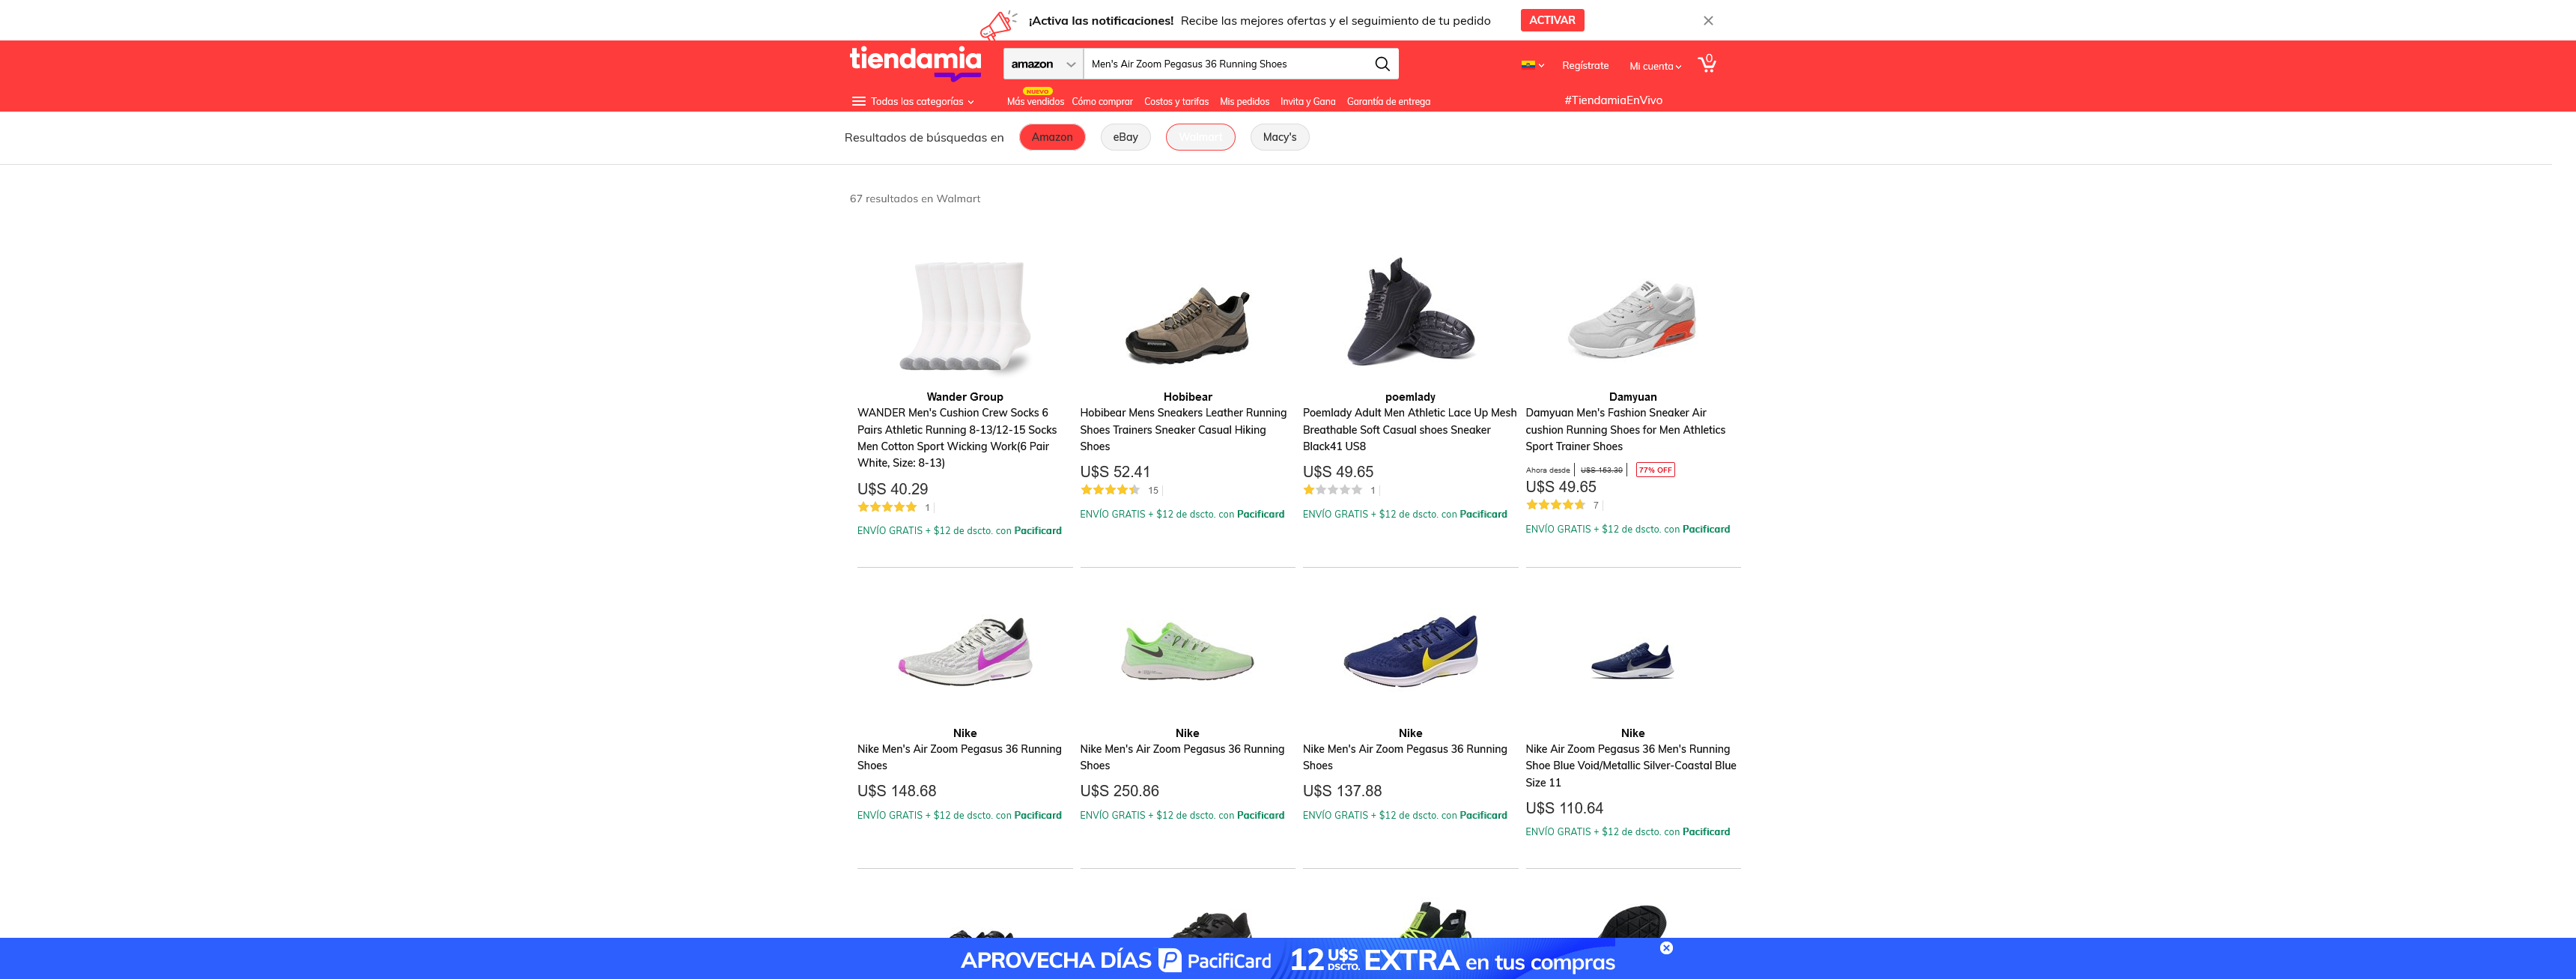 ¡Activa las notificaciones! Recibe las mejores ofertas y el seguimiento de tu pedido ACTIVAR
tiendamia amazon Men's Air Zoom Pegasus 36 Running Shoes Regístrate Mi cuenta 0
NUEVO
Todas las categorías Más vendidos Cómo comprar Costos y tarifas Mis pedidos Invita y Gana Garantía de entrega #TiendamiaEnVivo
Resultados de búsquedas en Amazon eBay Walmart Macy's
67 resultados en Walmart
Wander Group
WANDER Men's Cushion Crew Socks 6
Pairs Athletic Running 8-13/12-15 Socks
Men Cotton Sport Wicking Work(6 Pair
White, Size: 8-13)
U$S 40.29
1
ENVÍO GRATIS + $12 de dscto. con Pacificard
Hobibear
Hobibear Mens Sneakers Leather Running
Shoes Trainers Sneaker Casual Hiking
Shoes
U$S 52.41
15
ENVÍO GRATIS + $12 de dscto. con Pacificard
poemlady
Poemlady Adult Men Athletic Lace Up Mesh
Breathable Soft Casual shoes Sneaker
Black41 US8
U$S 49.65
1
ENVÍO GRATIS + $12 de dscto. con Pacificard
Damyuan
Damyuan Men's Fashion Sneaker Air
cushion Running Shoes for Men Athletics
Sport Trainer Shoes
Ahora desde U$S 153.30 77% OFF
U$S 49.65
7
ENVÍO GRATIS + $12 de dscto. con Pacificard
Nike
Nike Men's Air Zoom Pegasus 36 Running
Shoes
U$S 148.68
ENVÍO GRATIS + $12 de dscto. con Pacificard
Nike
Nike Men's Air Zoom Pegasus 36 Running
Shoes
U$S 250.86
ENVÍO GRATIS + $12 de dscto. con Pacificard
Nike
Nike Men's Air Zoom Pegasus 36 Running
Shoes
U$S 137.88
ENVÍO GRATIS + $12 de dscto. con Pacificard
Nike
Nike Air Zoom Pegasus 36 Men's Running
Shoe Blue Void/Metallic Silver-Coastal Blue
Size 11
U$S 110.64
ENVÍO GRATIS + $12 de dscto. con Pacificard
APROVECHA DÍAS PacifiCard 12 U$S DSCTO. EXTRA en tus compras